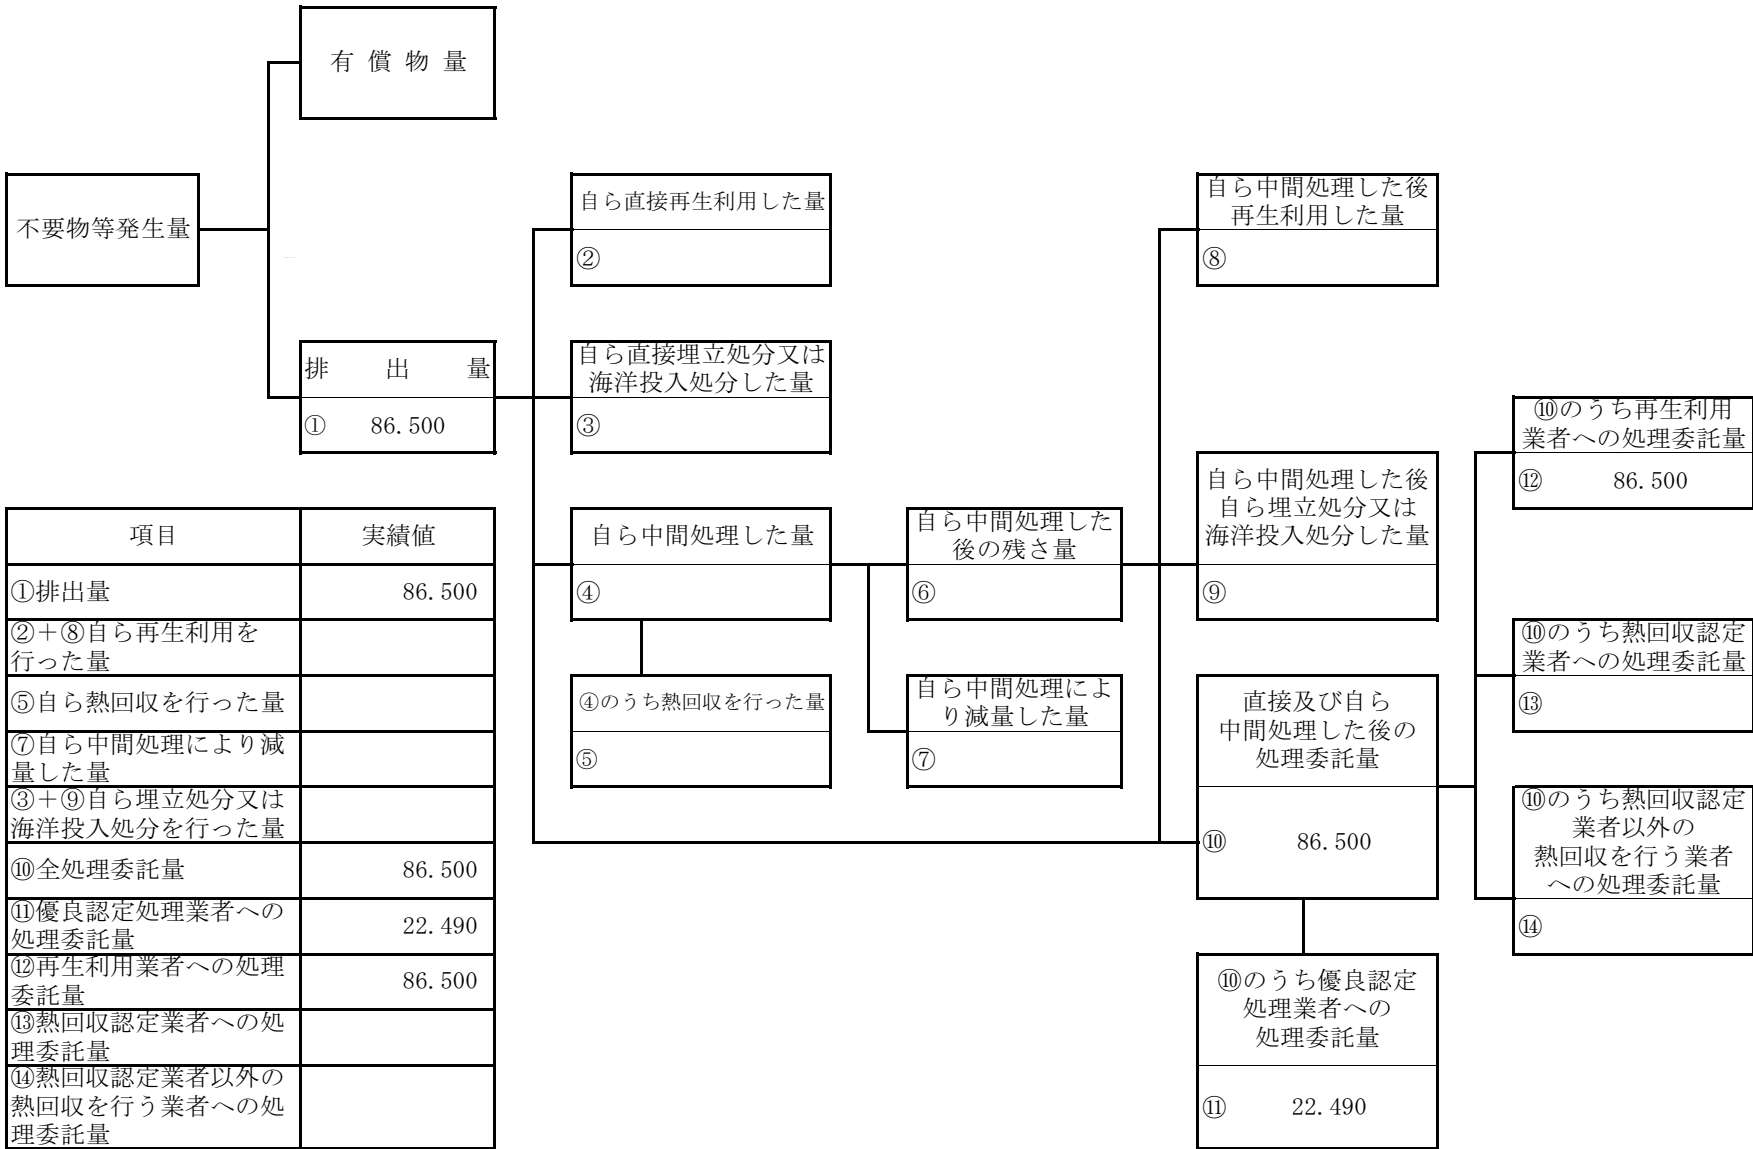 有償物量
不要物等発生量
排出量
① 86.500
自ら直接再生利用した量
②
自ら直接埋立処分又は
海洋投入処分した量
③
自ら中間処理した量
④
④のうち熱回収を行った量
⑤
自ら中間処理した
後の残さ量
⑥
自ら中間処理によ
り減量した量
⑦
自ら中間処理した後
再生利用した量
⑧
自ら中間処理した後
自ら埋立処分又は
海洋投入処分した量
⑨
直接及び自ら
中間処理した後の
処理委託量
⑩ 86.500
⑩のうち優良認定
処理業者への
処理委託量
⑪ 22.490
⑩のうち再生利用
業者への処理委託量
⑫ 86.500
⑩のうち熱回収認定
業者への処理委託量
⑬
⑩のうち熱回収認定
業者以外の
熱回収を行う業者
への処理委託量
⑭
項目 実績値
①排出量 86.500
②+⑧自ら再生利用を
行った量
⑤自ら熱回収を行った量
⑦自ら中間処理により減
量した量
③+⑨自ら埋立処分又は
海洋投入処分を行った量
⑩全処理委託量 86.500
⑪優良認定処理業者への
処理委託量 22.490
⑫再生利用業者への処理
委託量 86.500
⑬熱回収認定業者への処
理委託量
⑭熱回収認定業者以外の
熱回収を行う業者への処
理委託量